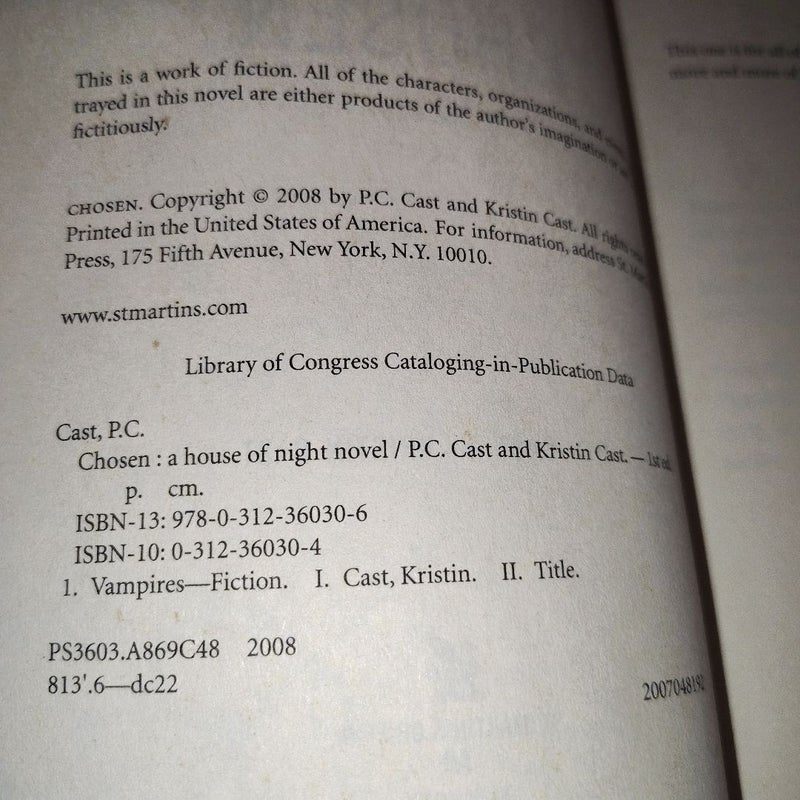 This is a work of fiction. All of the characters, organizations, and
trayed in this novel are either products of the author's imagination or
fictitiously.
CHOSEN. Copyright © 2008 by P.C. Cast and Kristin Cast. All rights
Printed in the United States of America. For information, address St.
Press, 175 Fifth Avenue, New York, N.Y. 10010.
www.stmartins.com
Library of Congress Cataloging-in-Publication Data
Cast, P.C.
Chosen : a house of night novel / P.C. Cast and Kristin Cast.—1st ed.
p. cm.
ISBN-13: 978-0-312-36030-6
ISBN-10: 0-312-36030-4
1. Vampires—Fiction. I. Cast, Kristin. II. Title.
PS3603.A869C48 2008
813'.6—dc22
2007048192